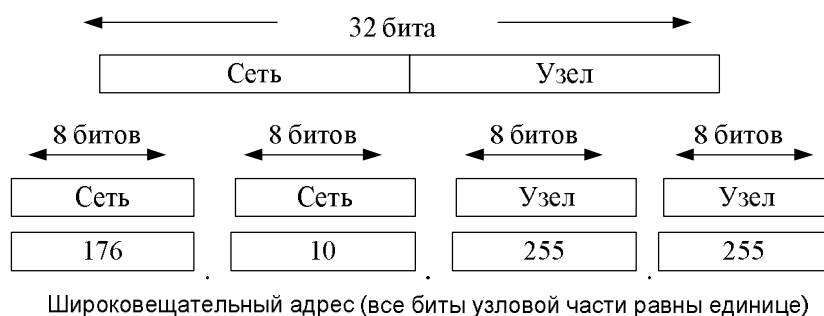 32 бита
Сеть Узел
8 битов 8 битов 8 битов 8 битов
Сеть Сеть Узел Узел
176 . 10 . 255 . 255
Широковещательный адрес (все биты узловой части равны единице)